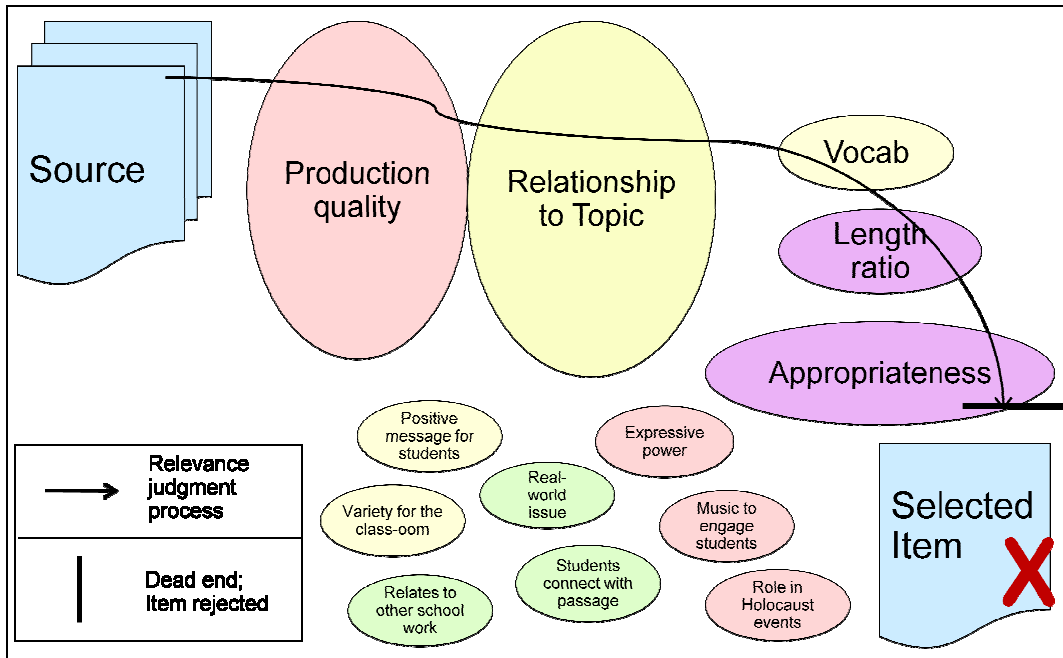 Source
Production
quality
Relationship
to Topic
Vocab
Length
ratio
Appropriateness
Positive
message for
students
Expressive
power
Real-
world
issue
Variety for the
class-oom
Music to
engage
students
Students
connect with
passage
Relates to
other school
work
Role in
Holocaust
events
Relevance
judgment
process
Dead end;
Item rejected
Selected
Item
X